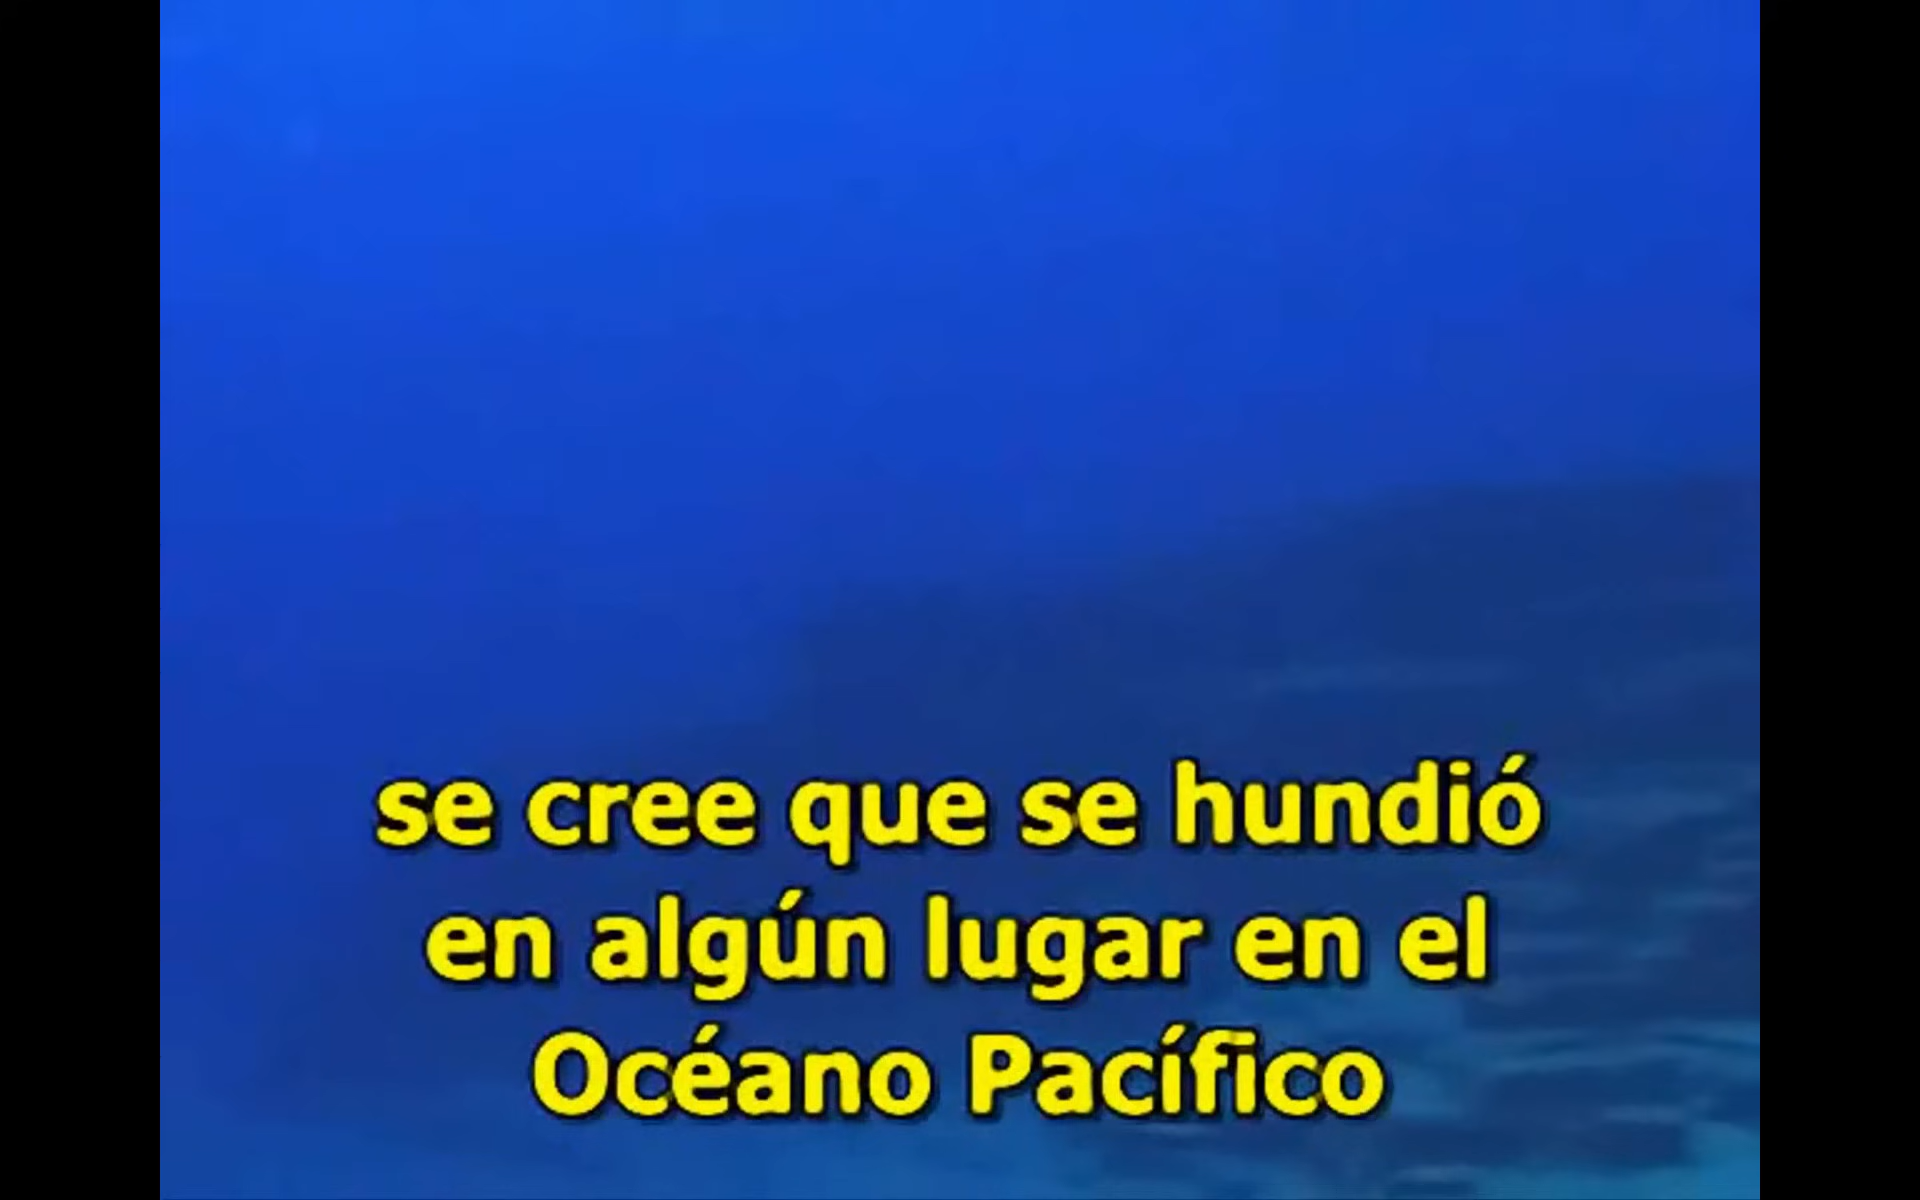 se cree que se hundió
en algún lugar en el
Océano Pacífico